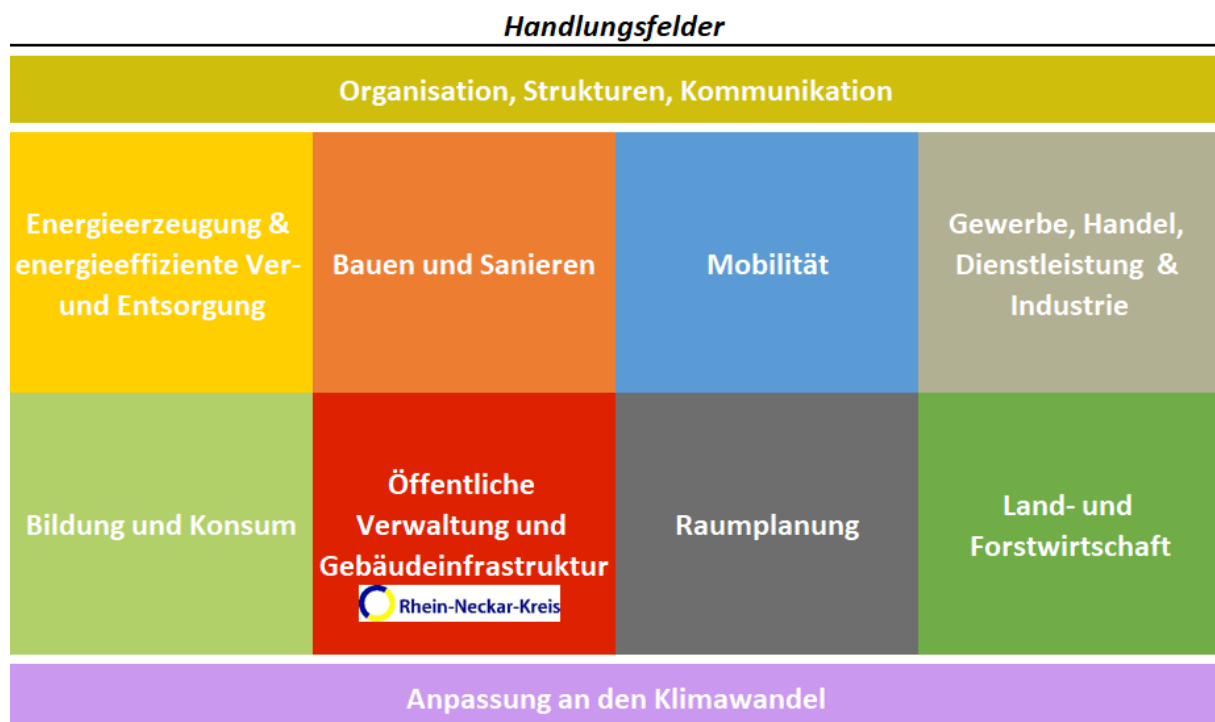 Handlungsfelder
Organisation, Strukturen, Kommunikation
Energieerzeugung &
energieeffiziente Ver-
und Entsorgung
Bauen und Sanieren
Mobilität
Gewerbe, Handel,
Dienstleistung &
Industrie
Bildung und Konsum
Öffentliche
Verwaltung und
Gebäudeinfrastruktur
Rhein-Neckar-Kreis
Raumplanung
Land- und
Forstwirtschaft
Anpassung an den Klimawandel